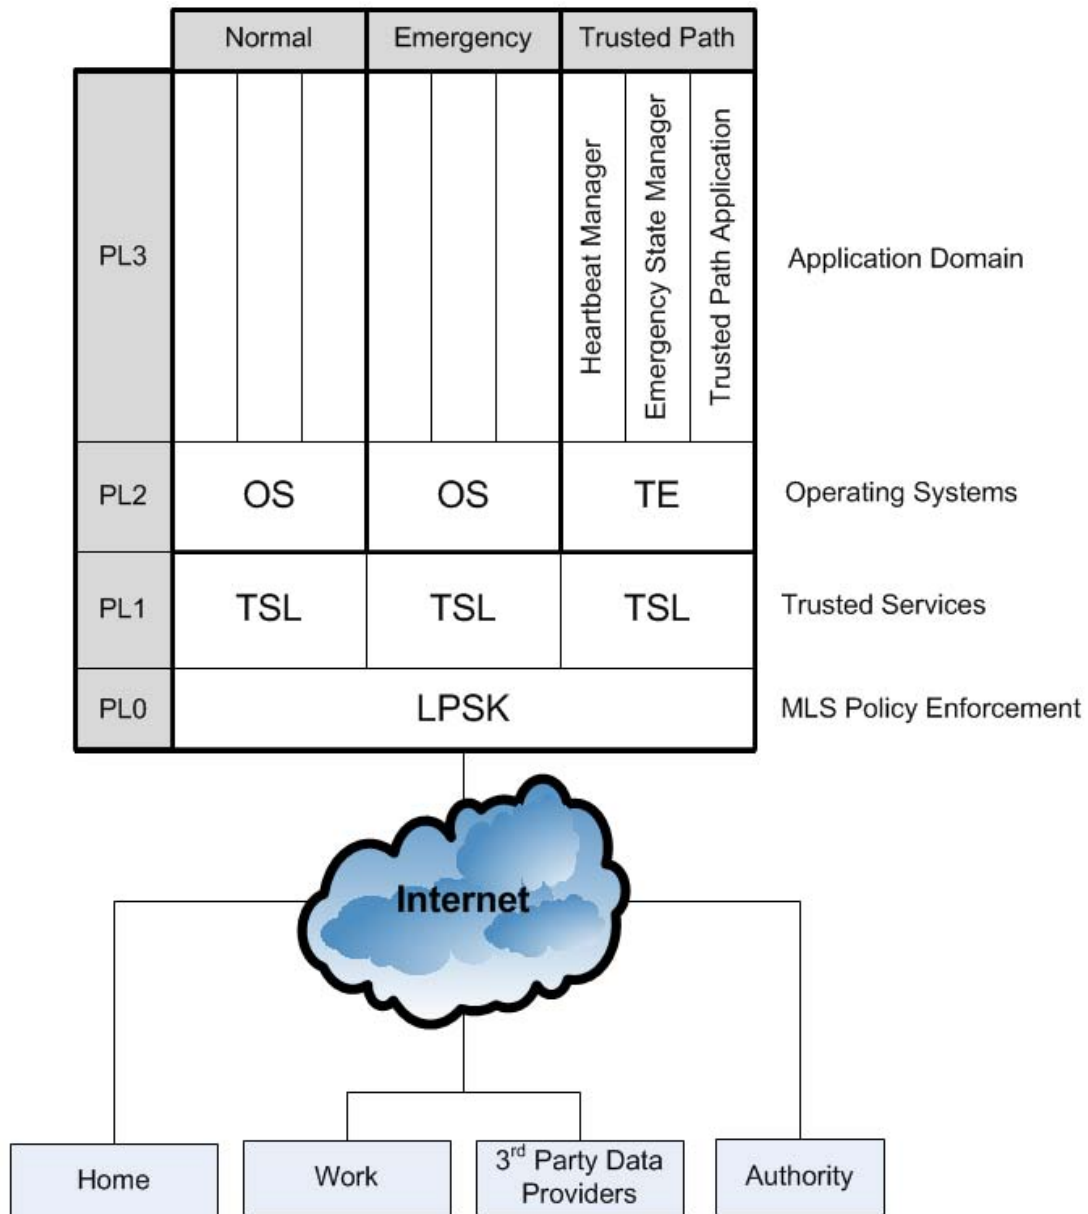 Normal Emergency Trusted Path
PL3
Heartbeat Manager
Emergency State Manager
Trusted Path Application
Application Domain
PL2 OS OS TE Operating Systems
PL1 TSL TSL TSL Trusted Services
PL0 LPSK MLS Policy Enforcement
Internet
Home
Work
3rd Party Data
Providers
Authority